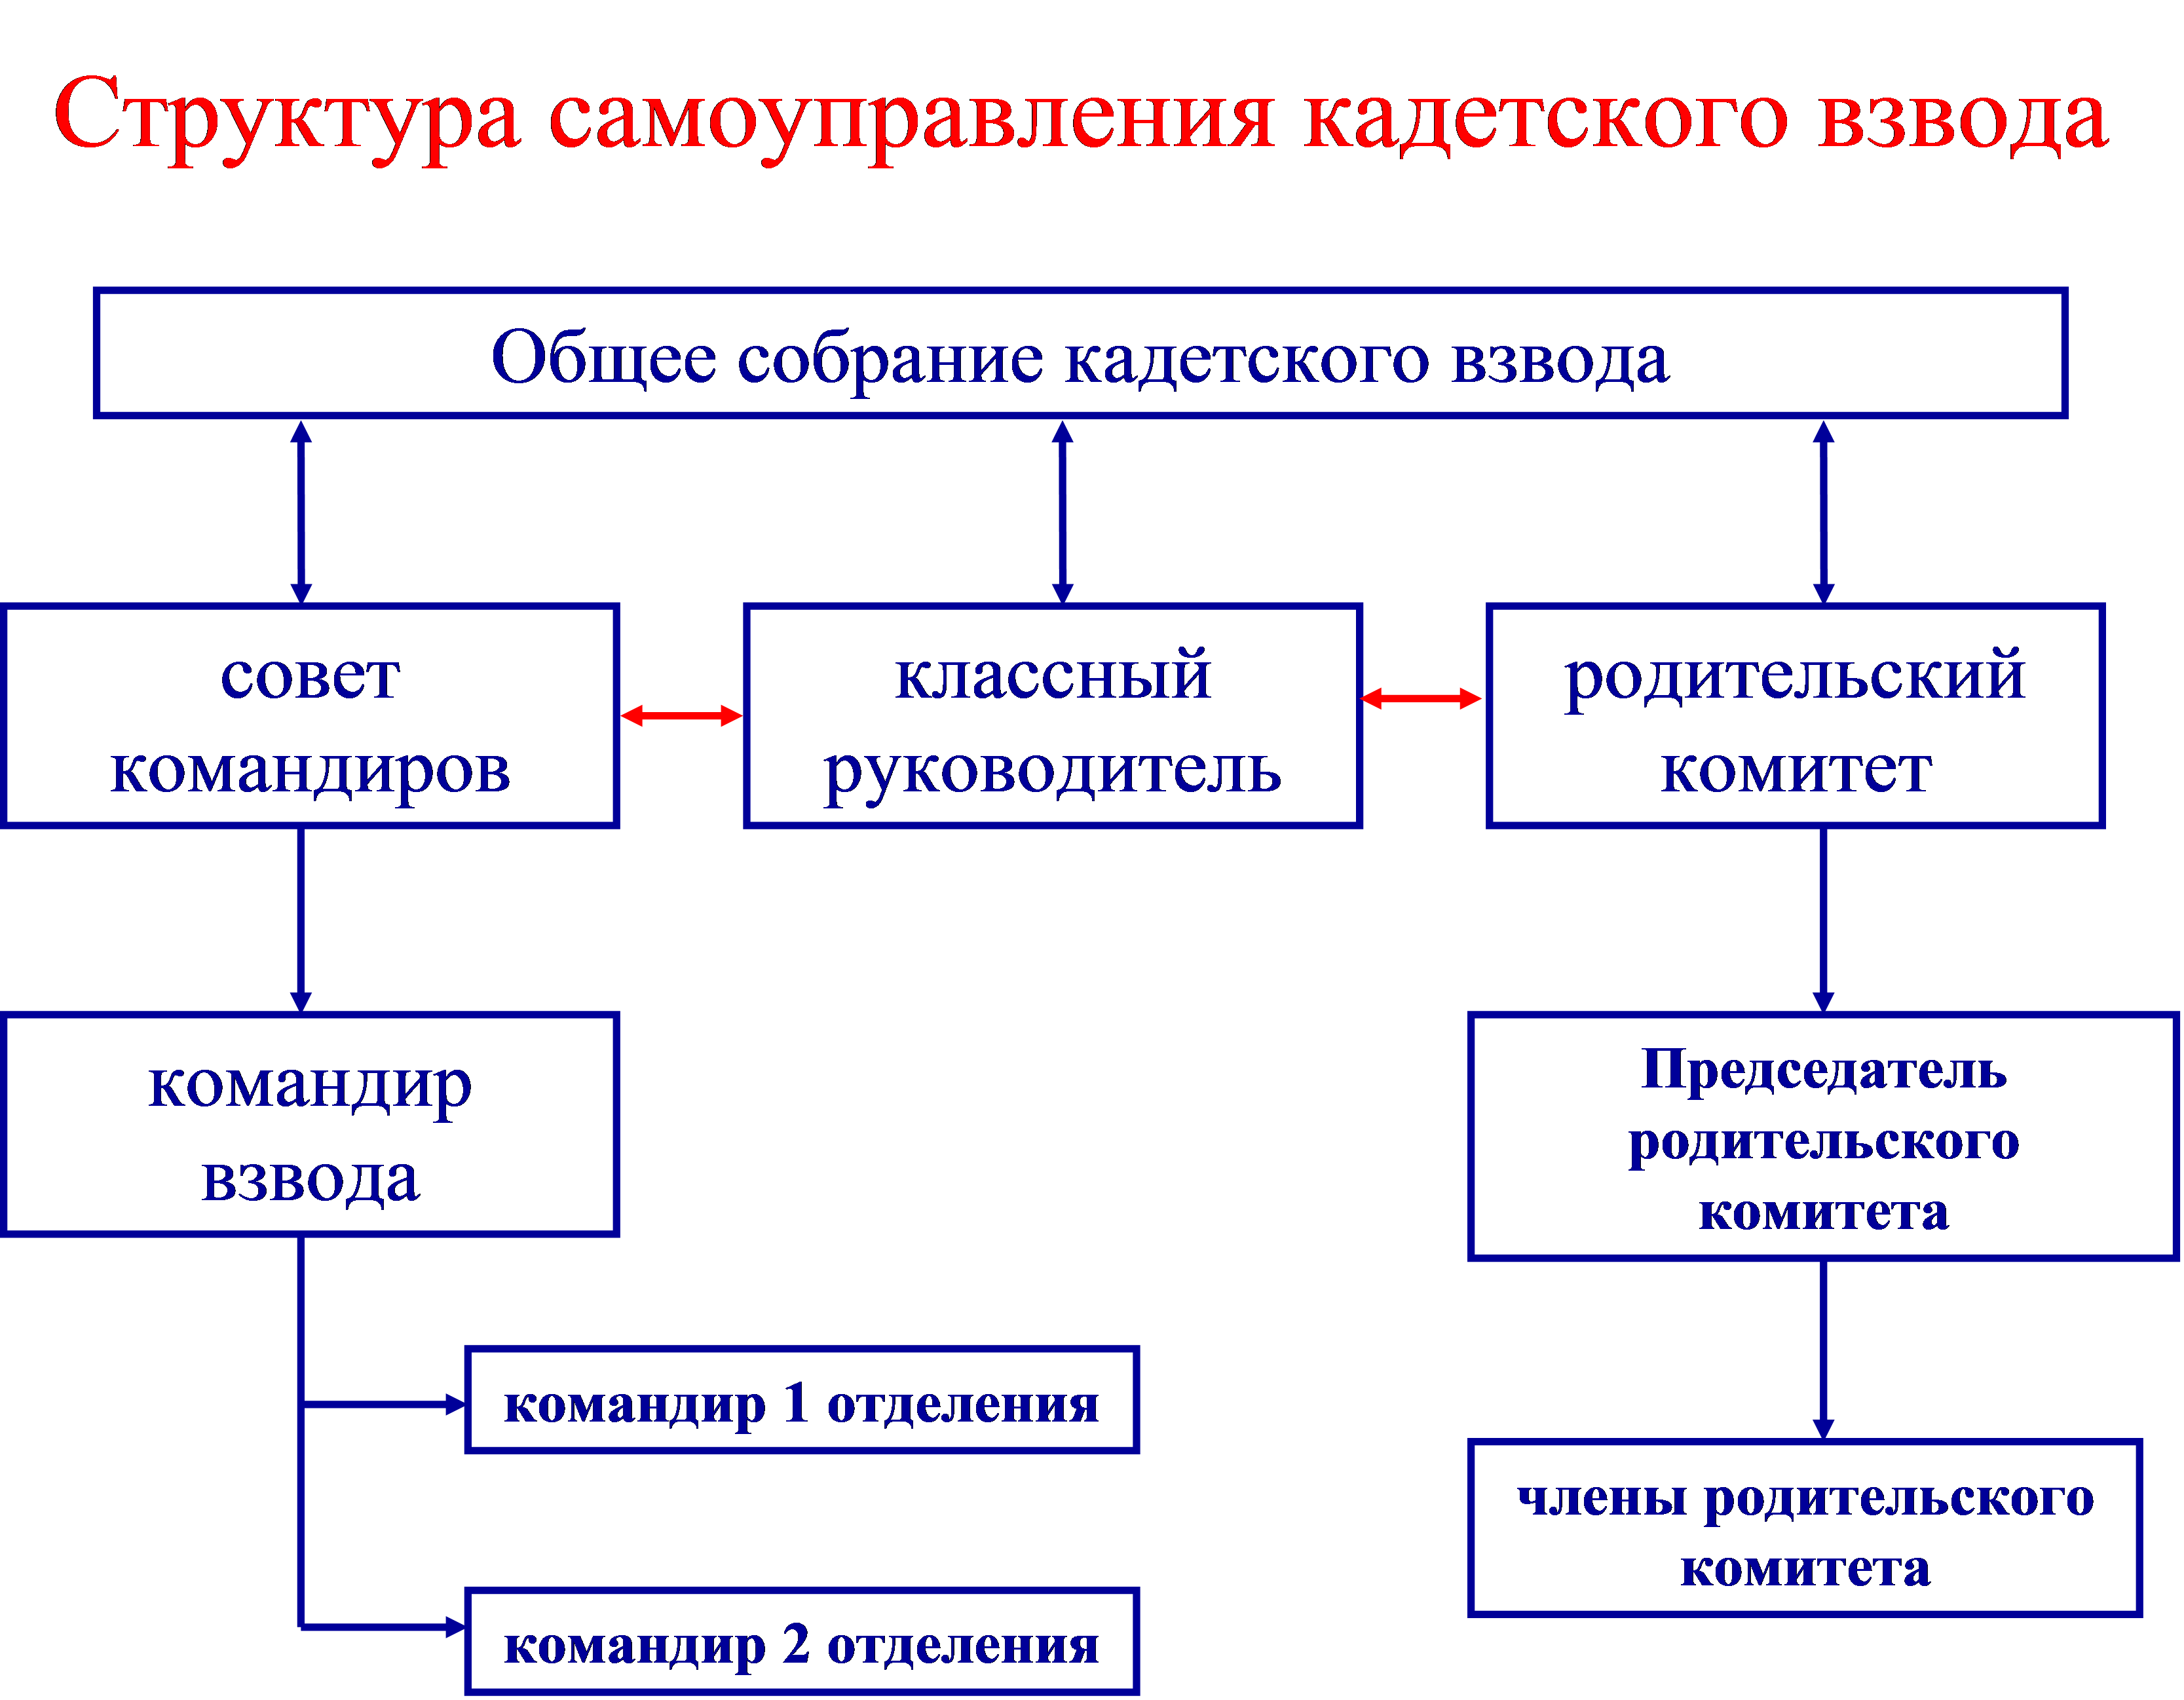 Структура самоуправления кадетского взвода
Общее собрание кадетского взвода
совет
командиров
классный
руководитель
родительский
комитет
командир
взвода
Председатель
родительского
комитета
командир 1 отделения
члены родительского
комитета
командир 2 отделения